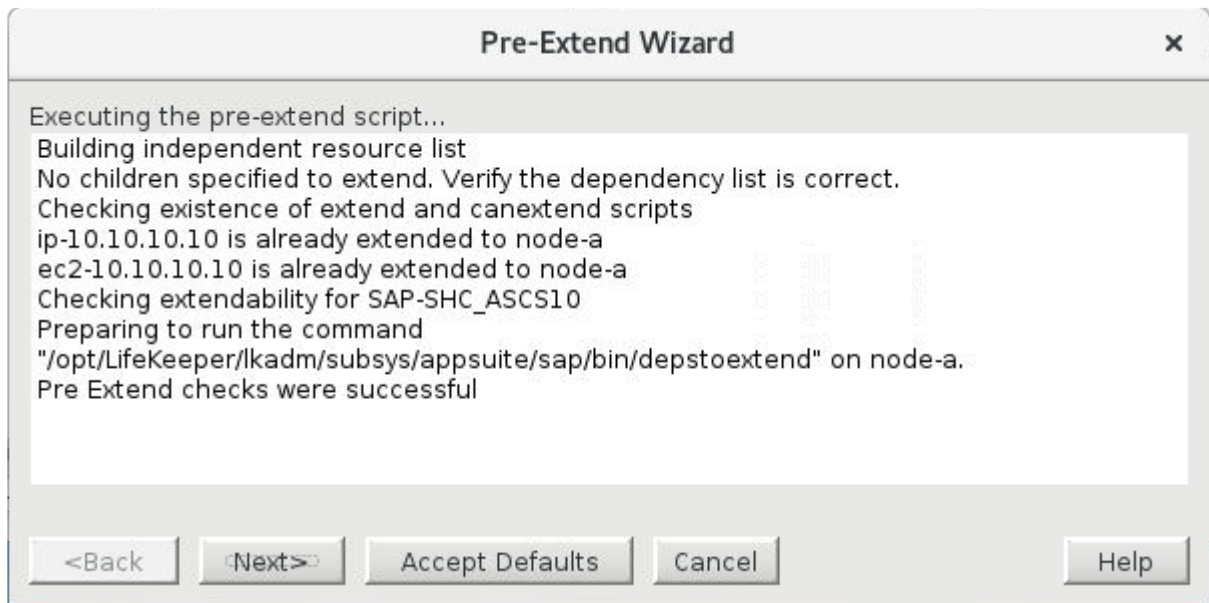 Pre-Extend Wizard
×
Executing the pre-extend script...
Building independent resource list
No children specified to extend. Verify the dependency list is correct.
Checking existence of extend and canextend scripts
ip-10.10.10.10 is already extended to node-a
ec2-10.10.10.10 is already extended to node-a
Checking extendability for SAP-SHC_ASCS10
Preparing to run the command
"/opt/LifeKeeper/lkadm/subsys/appsuite/sap/bin/depstoextend" on node-a.
Pre Extend checks were successful
<Back Next> Accept Defaults Cancel Help